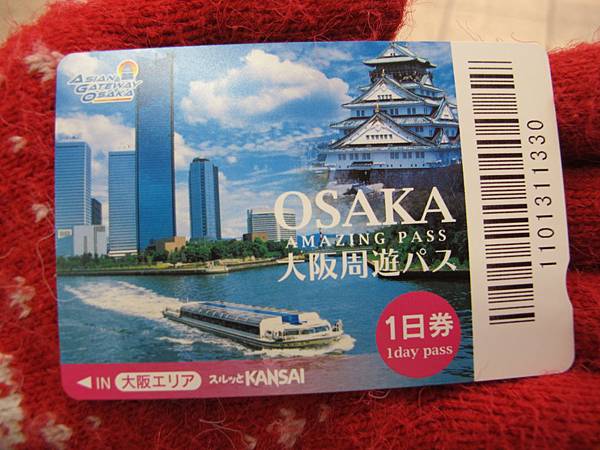 ASIAN
GATEWAY
OSAKA
OSAKA
AMAZING PASS
大阪周遊パス
1日券
1day pass
◀IN 大阪エリア スルッとKANSAI
1101311330